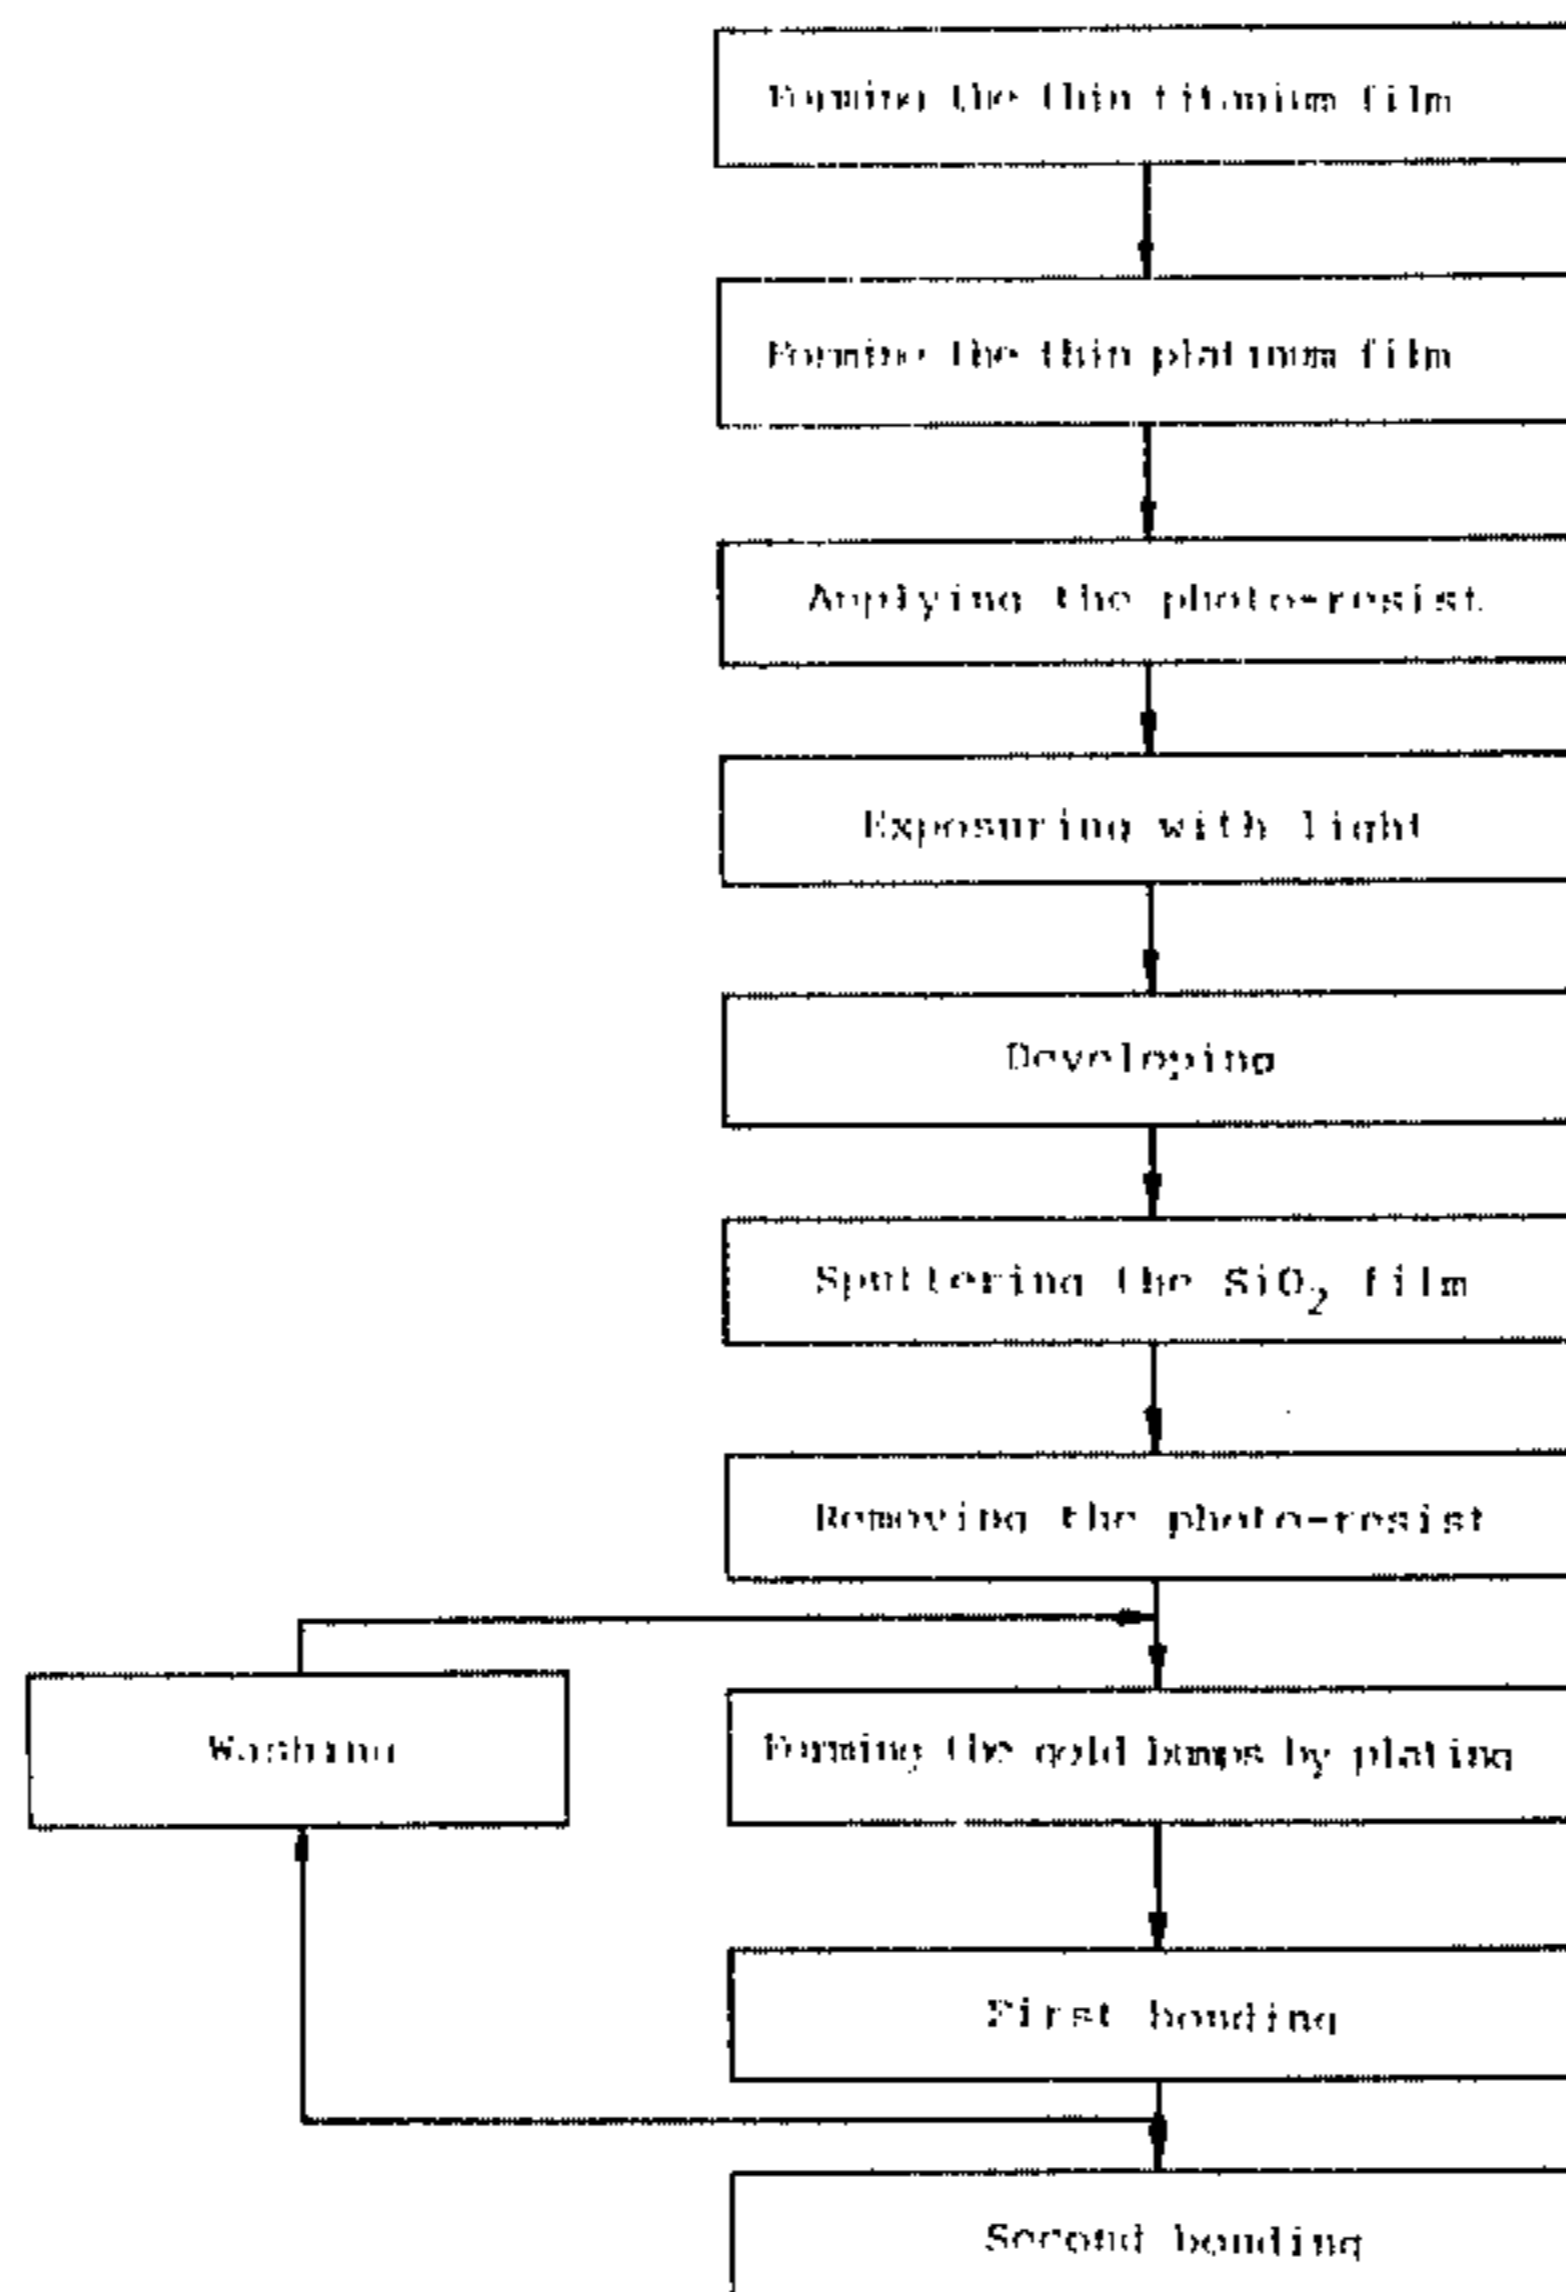 Forming the thin titanium film
Forming the thin platinum film
Applying the photo-resist
Exposuring with light
Developing
Sputtering the SiO₂ film
Removing the photo-resist
Washing
Forming the gold bumps by plating
First bonding
Second bonding